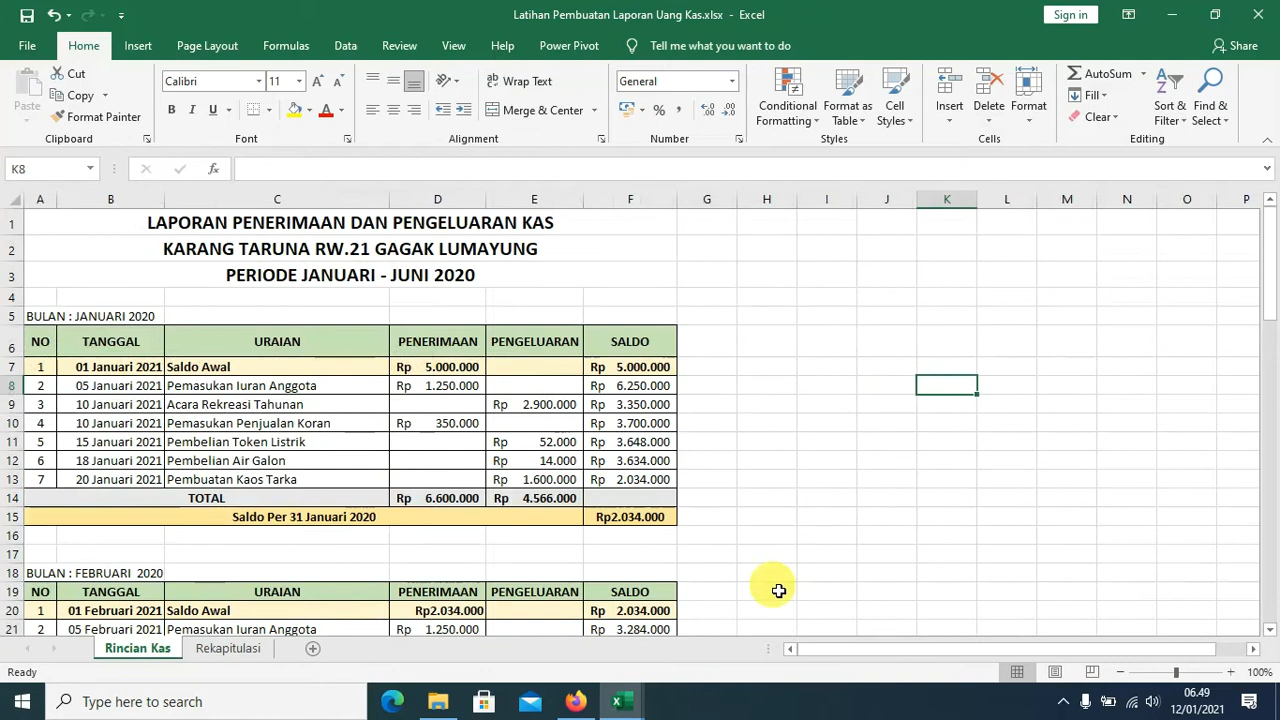 Latihan Pembuatan Laporan Uang Kas.xlsx - Excel
Sign in
File Home Insert Page Layout Formulas Data Review View Help Power Pivot Tell me what you want to do Share
Paste Cut Copy Format Painter Clipboard
Calibri 11 B I U Font
Wrap Text Merge & Center Alignment
General % Number
Conditional Formatting Format as Table Cell Styles Styles
Insert Delete Format Cells
AutoSum Fill Clear Sort & Filter Find & Select Editing
K8 fx
A B C D E F G H I J K L M N O P
1 LAPORAN PENERIMAAN DAN PENGELUARAN KAS
2 KARANG TARUNA RW.21 GAGAK LUMAYUNG
3 PERIODE JANUARI - JUNI 2020
4
5 BULAN : JANUARI 2020
6 NO TANGGAL URAIAN PENERIMAAN PENGELUARAN SALDO
7 1 01 Januari 2021 Saldo Awal Rp 5.000.000 Rp 5.000.000
8 2 05 Januari 2021 Pemasukan Iuran Anggota Rp 1.250.000 Rp 6.250.000
9 3 10 Januari 2021 Acara Rekreasi Tahunan Rp 2.900.000 Rp 3.350.000
10 4 10 Januari 2021 Pemasukan Penjualan Koran Rp 350.000 Rp 3.700.000
11 5 15 Januari 2021 Pembelian Token Listrik Rp 52.000 Rp 3.648.000
12 6 18 Januari 2021 Pembelian Air Galon Rp 14.000 Rp 3.634.000
13 7 20 Januari 2021 Pembuatan Kaos Tarka Rp 1.600.000 Rp 2.034.000
14 TOTAL Rp 6.600.000 Rp 4.566.000
15 Saldo Per 31 Januari 2020 Rp2.034.000
16
17
18 BULAN : FEBRUARI 2020
19 NO TANGGAL URAIAN PENERIMAAN PENGELUARAN SALDO
20 1 01 Februari 2021 Saldo Awal Rp2.034.000 Rp 2.034.000
21 2 05 Februari 2021 Pemasukan Iuran Anggota Rp 1.250.000 Rp 3.284.000
Rincian Kas Rekapitulasi
Ready 100%
Type here to search
06.49
12/01/2021